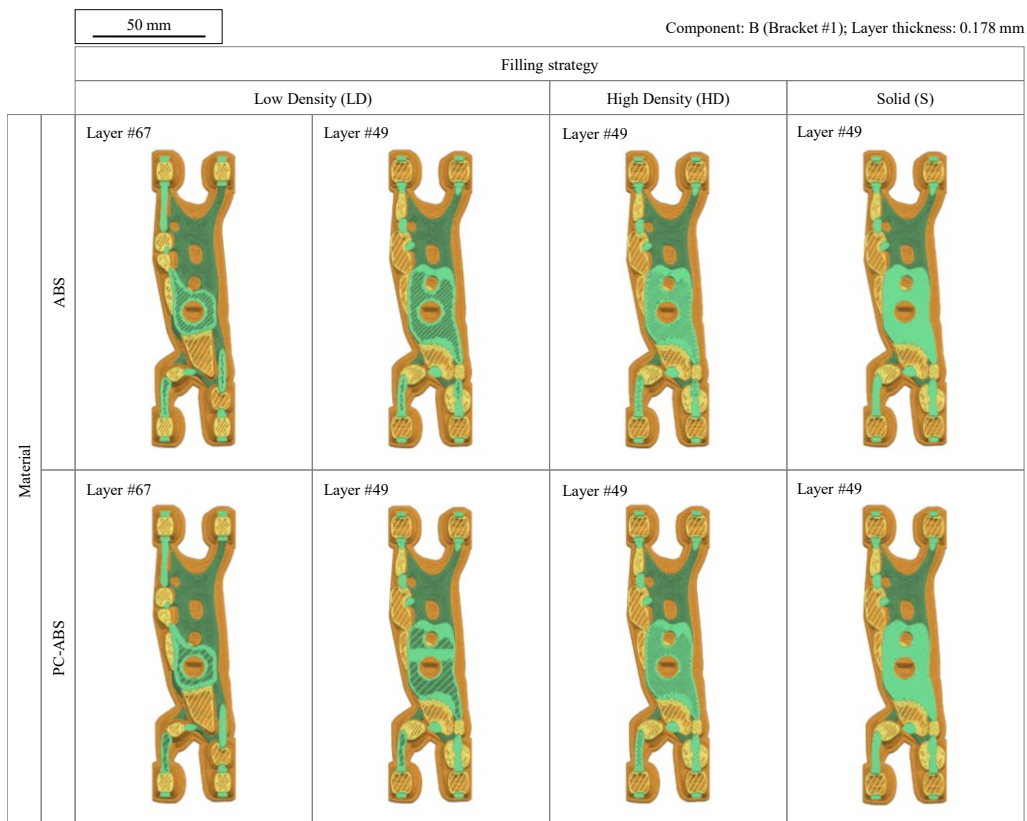 50 mm
Component: B (Bracket #1); Layer thickness: 0.178 mm
Filling strategy
Low Density (LD)
High Density (HD)
Solid (S)
Material
ABS
Layer #67
Layer #49
Layer #49
Layer #49
PC-ABS
Layer #67
Layer #49
Layer #49
Layer #49